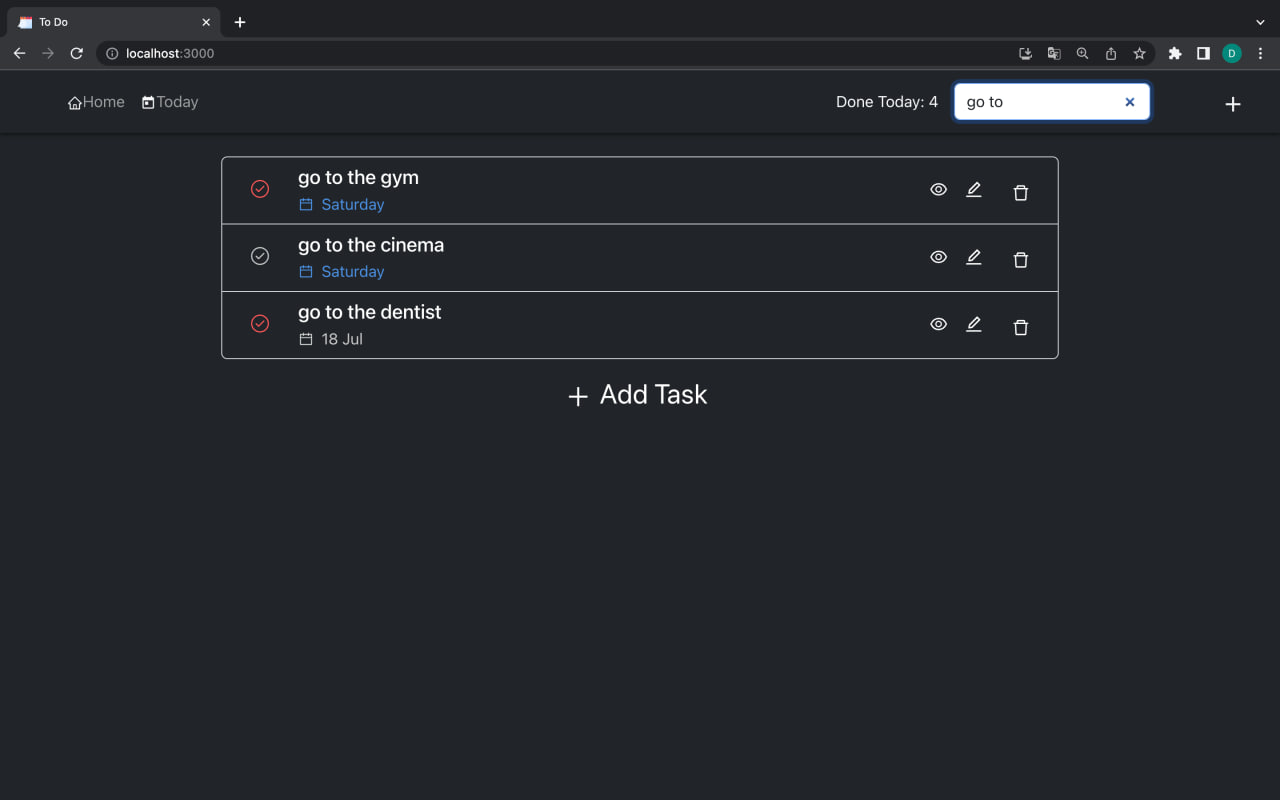 To Do
localhost:3000
D
Home Today Done Today: 4 go to
go to the gym
Saturday
go to the cinema
Saturday
go to the dentist
18 Jul
Add Task